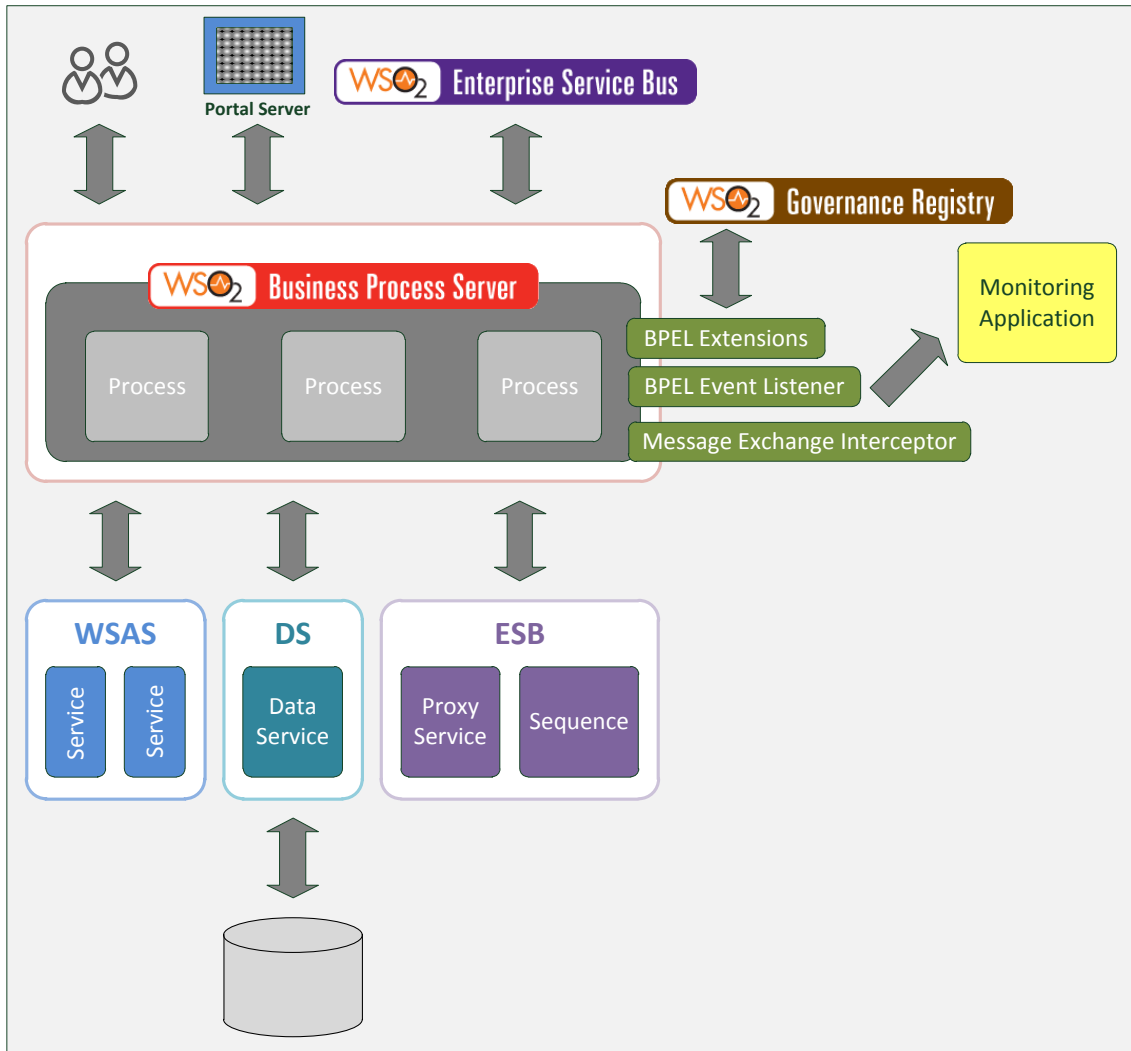 Portal Server
WSO2 Enterprise Service Bus
WSO2 Governance Registry
WSO2 Business Process Server
Monitoring
Application
BPEL Extensions
Process
Process
Process
BPEL Event Listener
Message Exchange Interceptor
WSAS
DS
ESB
Service
Service
Data
Service
Proxy
Service
Sequence